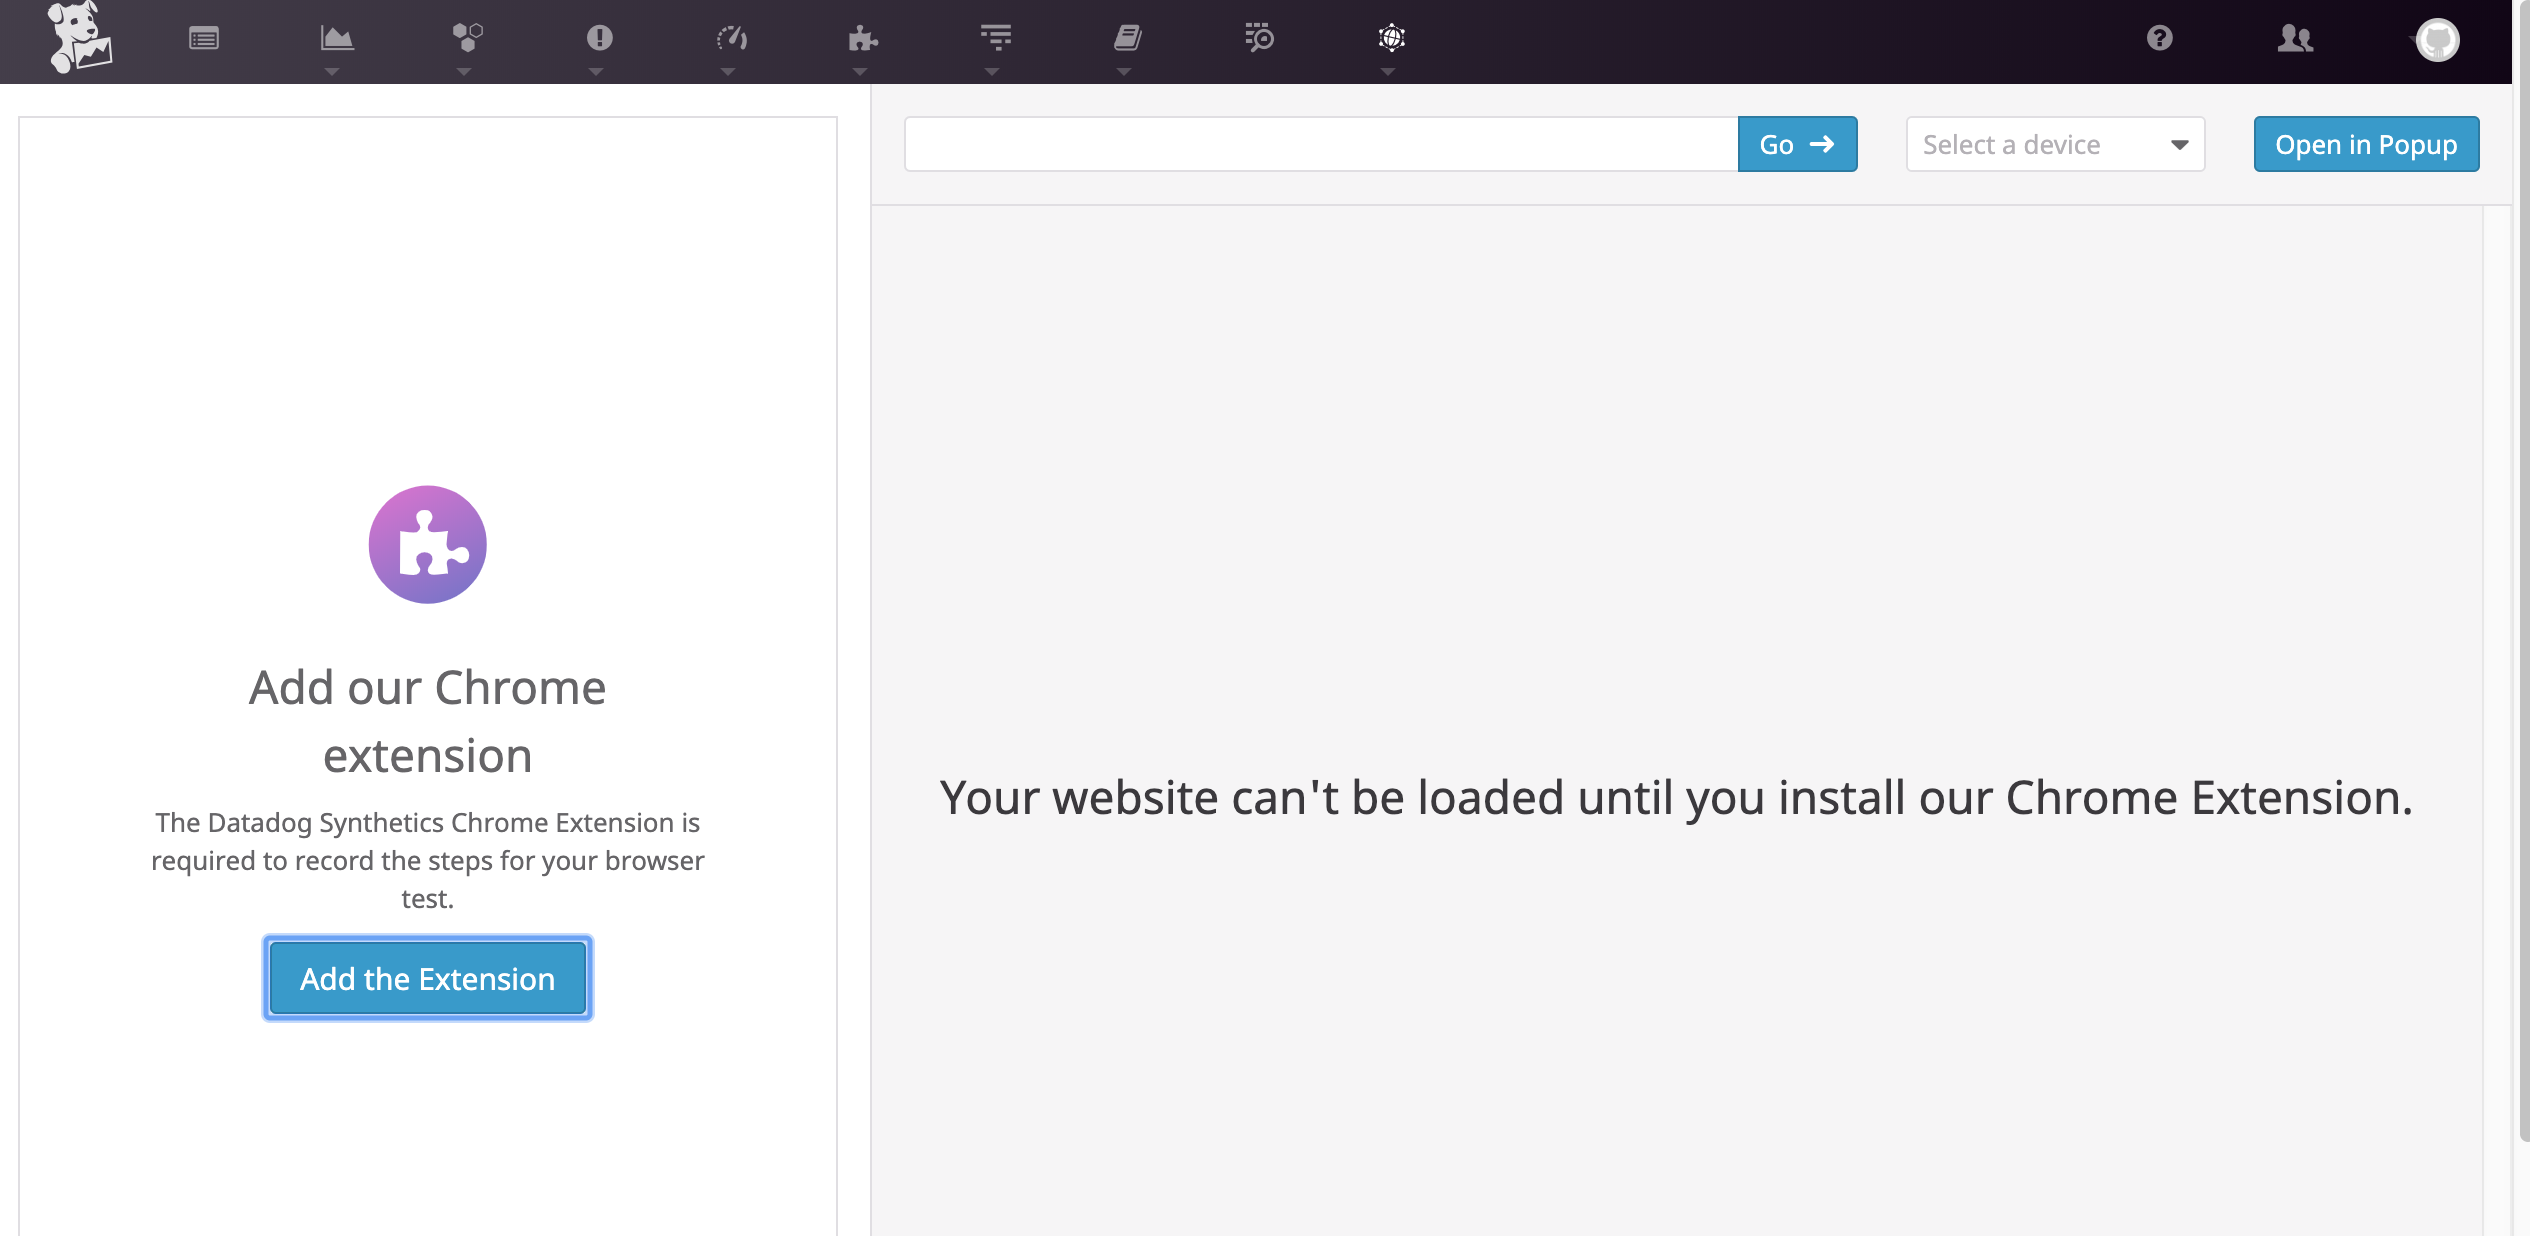 Go
Select a device
Open in Popup
Add our Chrome
extension
The Datadog Synthetics Chrome Extension is
required to record the steps for your browser
test.
Add the Extension
Your website can't be loaded until you install our Chrome Extension.